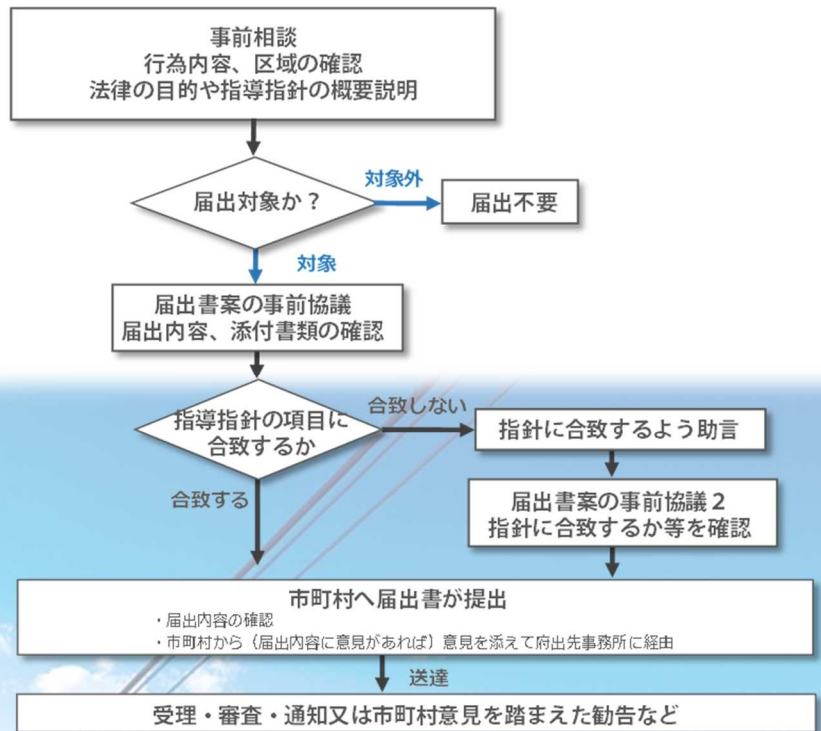 事前相談
行為内容、区域の確認
法律の目的や指導指針の概要説明
届出対象か？
対象外
届出不要
対象
届出書案の事前協議
届出内容、添付書類の確認
指導指針の項目に
合致するか
合致しない
指針に合致するよう助言
合致する
届出書案の事前協議２
指針に合致するか等を確認
市町村へ届出書が提出
・届出内容の確認
・市町村から（届出内容に意見があれば）意見を添えて府出先事務所に経由
送達
受理・審査・通知又は市町村意見を踏まえた勧告など